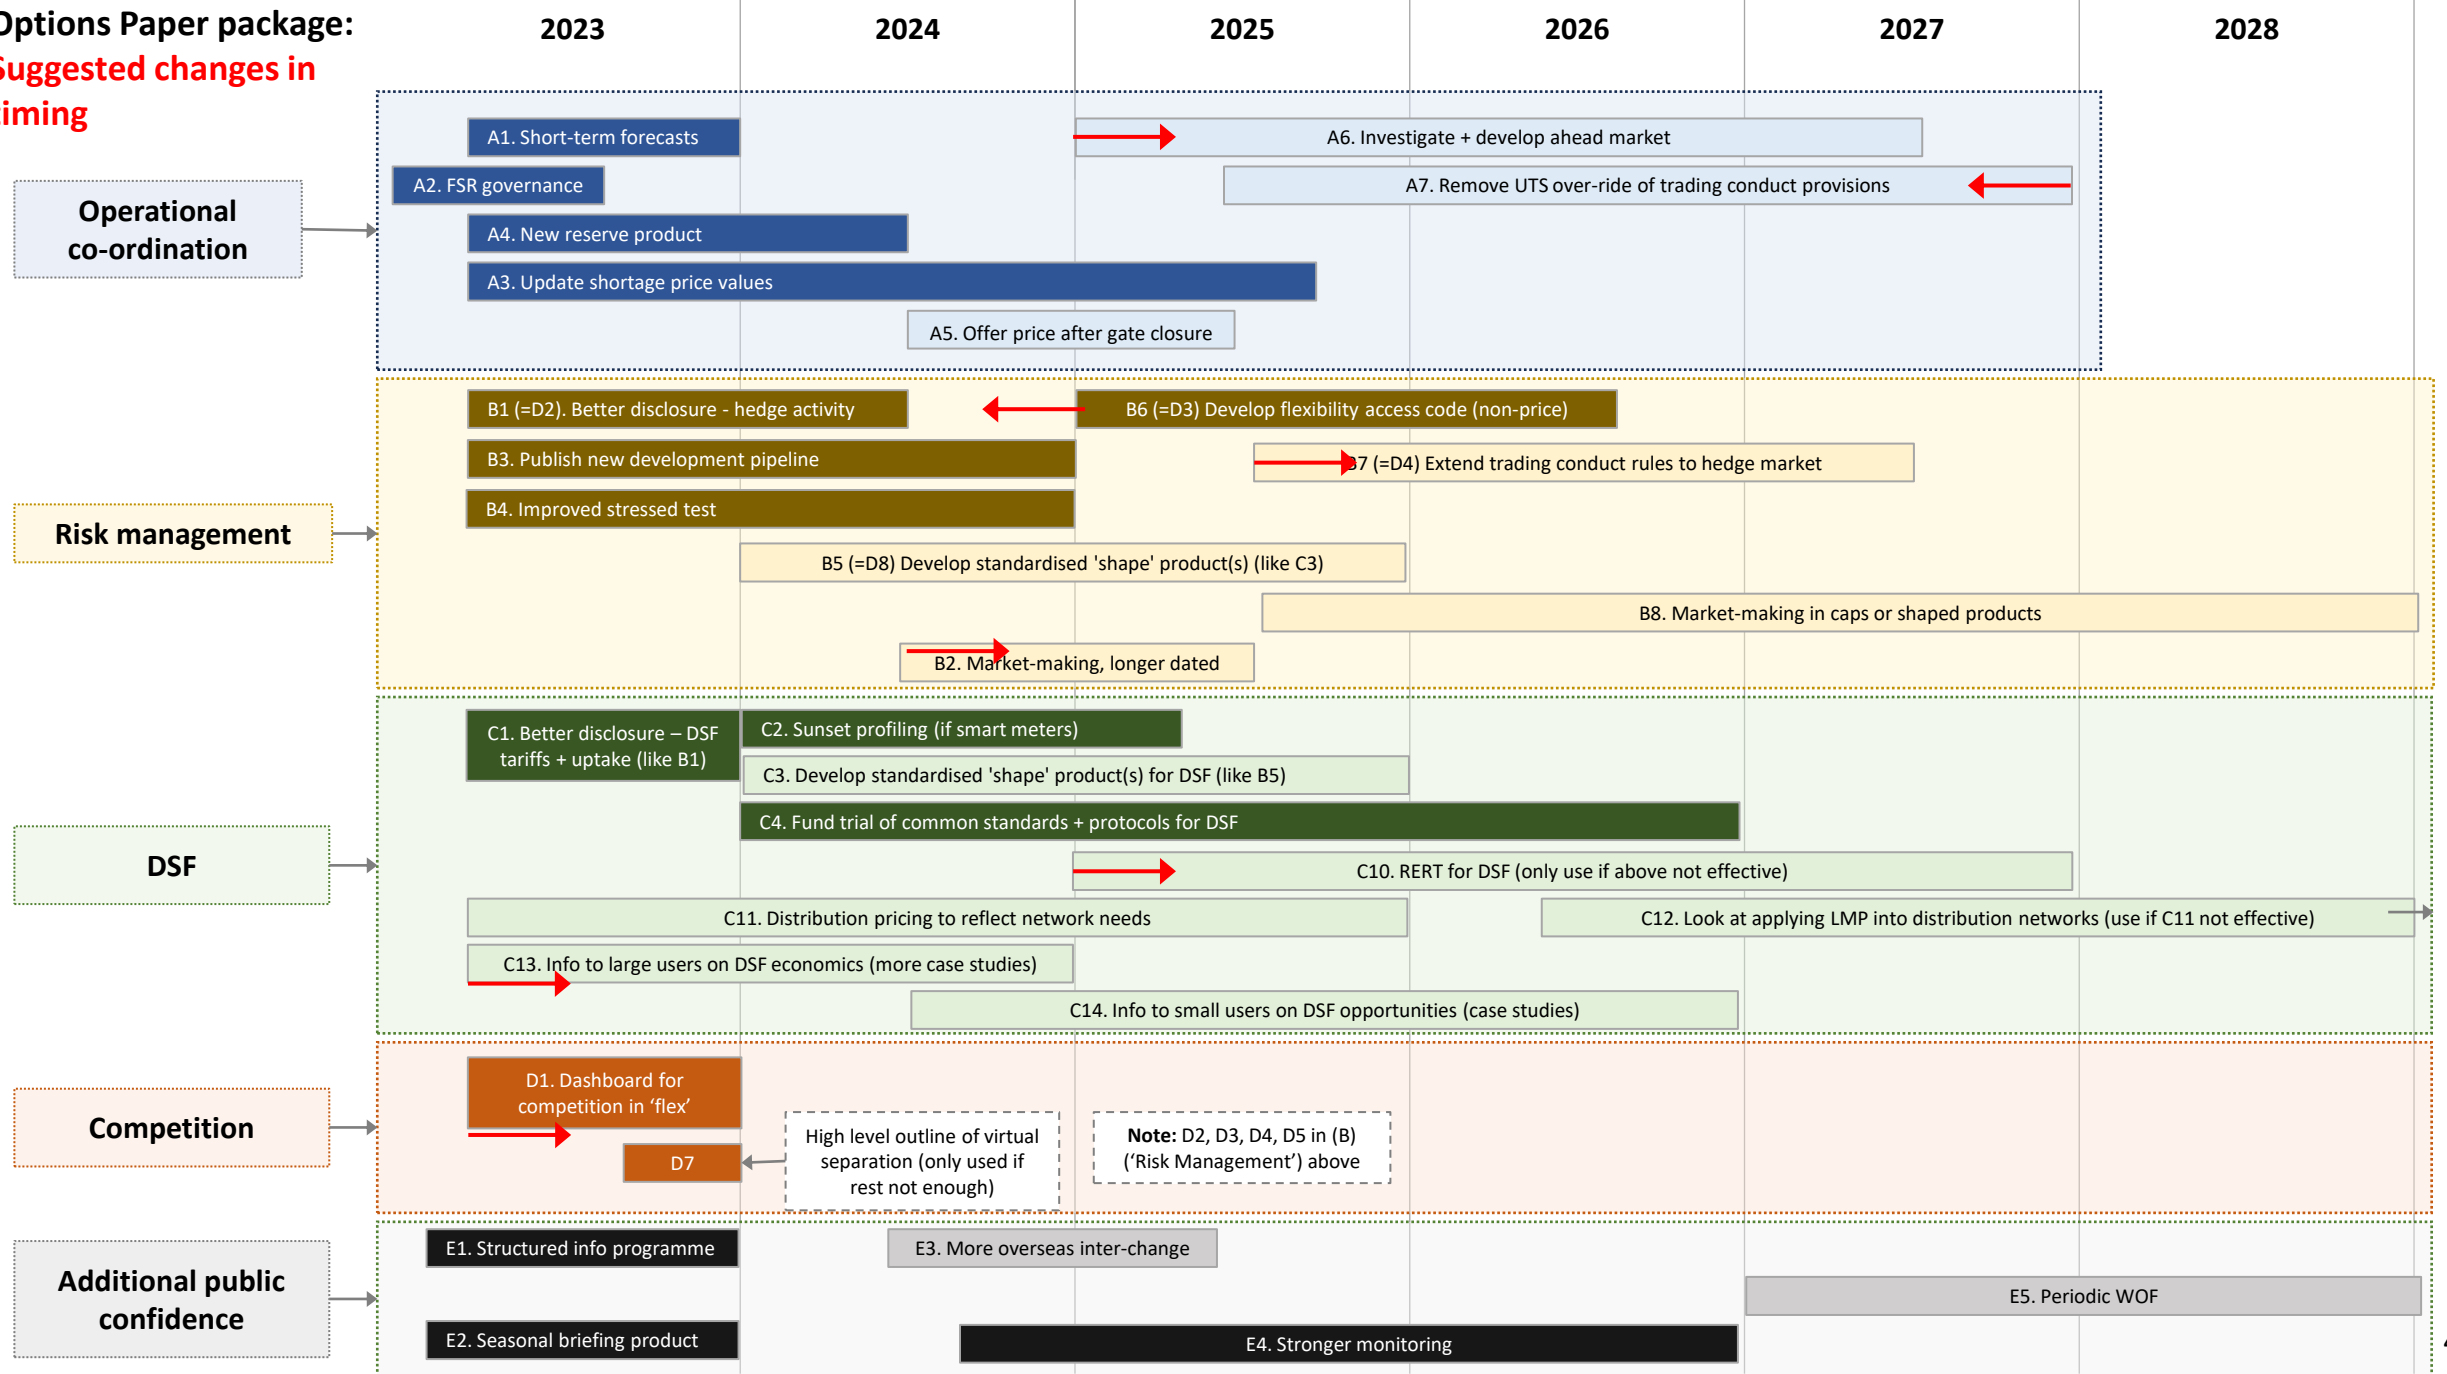 Options Paper package:
Suggested changes in
timing
2023
2024
2025
2026
2027
2028
Operational
co-ordination
A1. Short-term forecasts
A6. Investigate + develop ahead market
A2. FSR governance
A7. Remove UTS over-ride of trading conduct provisions
A4. New reserve product
A3. Update shortage price values
A5. Offer price after gate closure
Risk management
B1 (=D2). Better disclosure - hedge activity
B6 (=D3) Develop flexibility access code (non-price)
B3. Publish new development pipeline
B7 (=D4) Extend trading conduct rules to hedge market
B4. Improved stressed test
B5 (=D8) Develop standardised 'shape' product(s) (like C3)
B8. Market-making in caps or shaped products
B2. Market-making, longer dated
DSF
C1. Better disclosure – DSF
tariffs + uptake (like B1)
C2. Sunset profiling (if smart meters)
C3. Develop standardised 'shape' product(s) for DSF (like B5)
C4. Fund trial of common standards + protocols for DSF
C10. RERT for DSF (only use if above not effective)
C11. Distribution pricing to reflect network needs
C12. Look at applying LMP into distribution networks (use if C11 not effective)
C13. Info to large users on DSF economics (more case studies)
C14. Info to small users on DSF opportunities (case studies)
Competition
D1. Dashboard for
competition in ‘flex’
D7
High level outline of virtual
separation (only used if
rest not enough)
Note: D2, D3, D4, D5 in (B)
(‘Risk Management’) above
Additional public
confidence
E1. Structured info programme
E3. More overseas inter-change
E5. Periodic WOF
E2. Seasonal briefing product
E4. Stronger monitoring